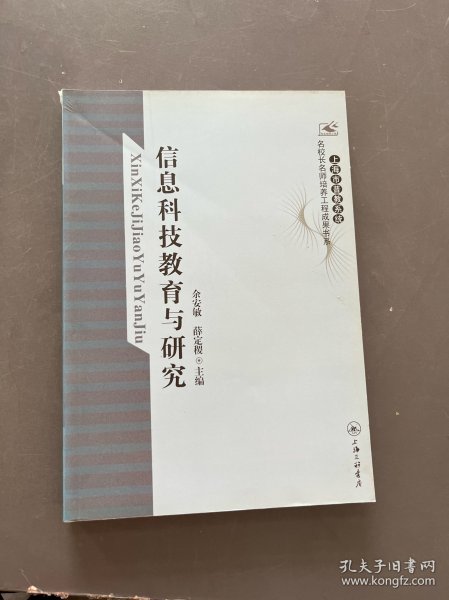 上海市普教系统
名校长名师培养工程成果书系
信息科技教育与研究
XinXiKeJiJiaoYuYuYanJiu
余安敏 薛定稷 主编
上海三联书店
孔夫子旧书网
www.kongfz.com